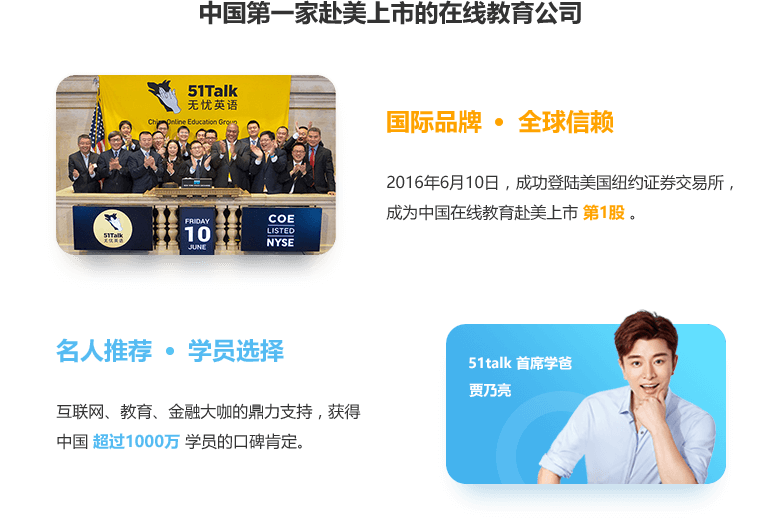 中国第一家赴美上市的在线教育公司
51Talk
无忧英语
China Online Education Group
国际品牌 • 全球信赖
2016年6月10日，成功登陆美国纽约证券交易所，
成为中国在线教育赴美上市 第1股 。
51Talk
无忧英语
FRIDAY
10
JUNE
COE
LISTED
NYSE
名人推荐 • 学员选择
互联网、教育、金融大咖的鼎力支持，获得
中国 超过1000万 学员的口碑肯定。
51talk 首席学爸
贾乃亮